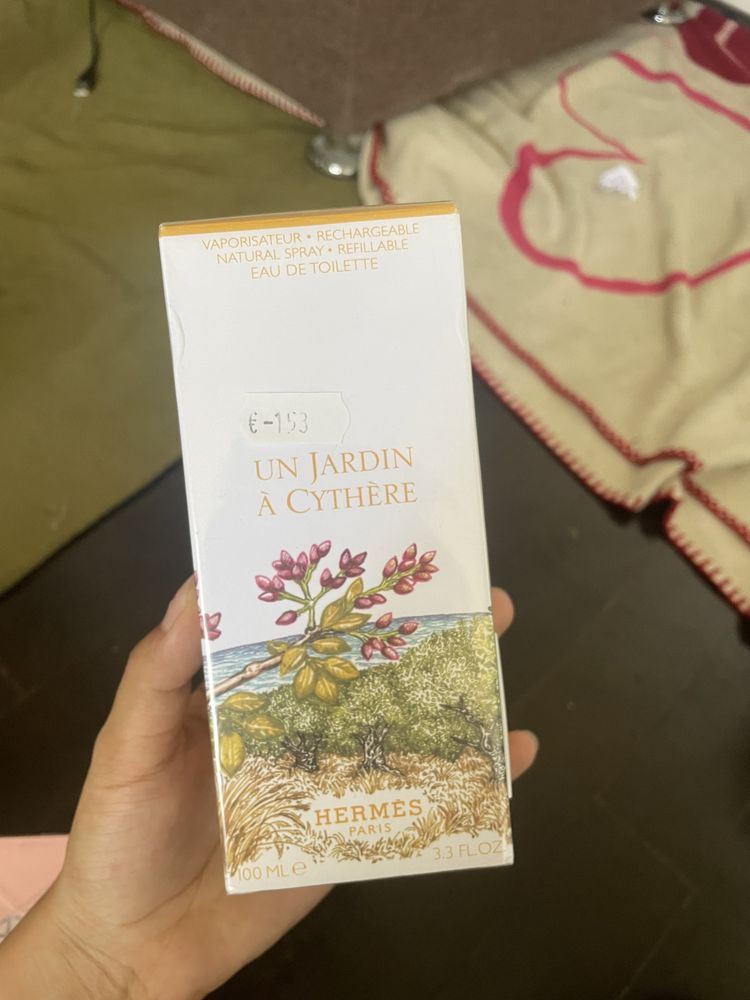 VAPORISATEUR • RECHARGEABLE
NATURAL SPRAY • REFILLABLE
EAU DE TOILETTE
€-153
UN JARDIN
À CYTHÈRE
HERMÈS
PARIS
100 ML e
3.3 FL.OZ